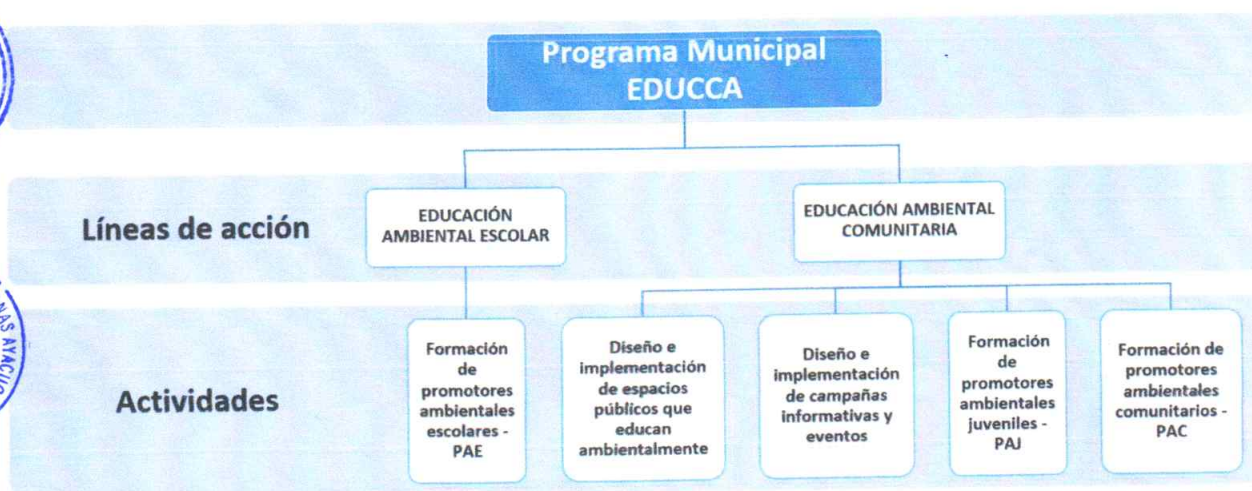 Programa Municipal
EDUCCA
Líneas de acción
EDUCACIÓN
AMBIENTAL ESCOLAR
EDUCACIÓN AMBIENTAL
COMUNITARIA
Actividades
Formación
de
promotores
ambientales
escolares -
PAE
Diseño e
implementación
de espacios
públicos que
educan
ambientalmente
Diseño e
implementación
de campañas
informativas y
eventos
Formación
de
promotores
ambientales
juveniles -
PAJ
Formación de
promotores
ambientales
comunitarios -
PAC
NAS AYACUC